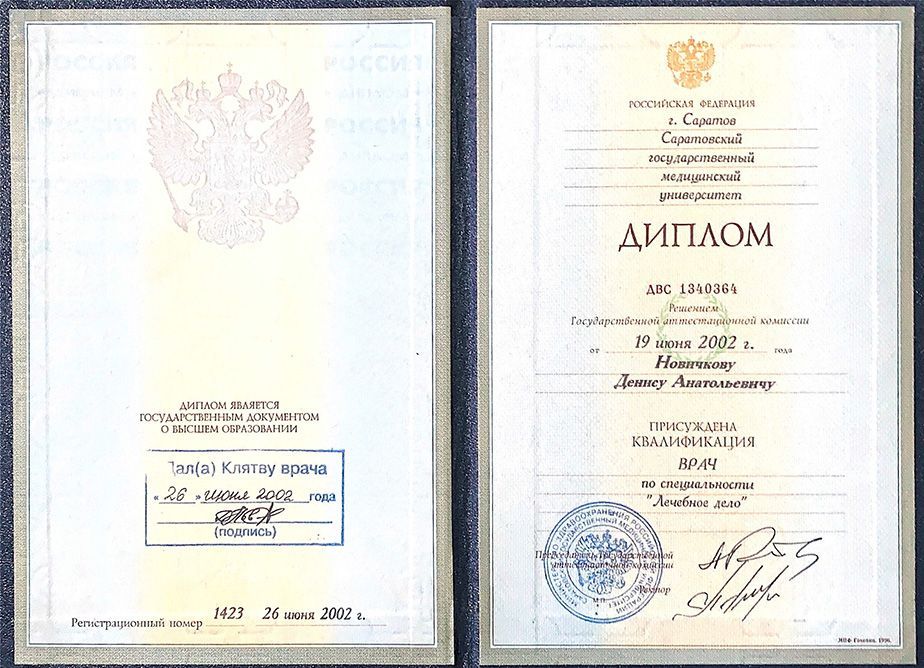 ДИПЛОМ ЯВЛЯЕТСЯ
ГОСУДАРСТВЕННЫМ ДОКУМЕНТОМ
О ВЫСШЕМ ОБРАЗОВАНИИ
Дал(а) Клятву врача
« 26 » июня 2002 года
(подпись)
Регистрационный номер 1423 26 июня 2002 г.
РОССИЙСКАЯ ФЕДЕРАЦИЯ
г. Саратов
Саратовский
государственный
медицинский
университет
ДИПЛОМ
ДВС 1340364
Решением
Государственной аттестационной комиссии
от 19 июня 2002 г. года
Новичкову
Денису Анатольевичу
ПРИСУЖДЕНА
КВАЛИФИКАЦИЯ
ВРАЧ
по специальности
"Лечебное дело"
Председатель Государственной
аттестационной комиссии
Ректор
М.П.